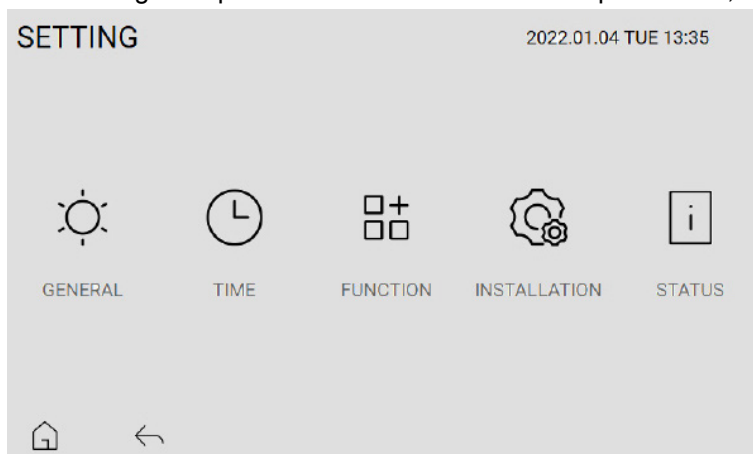 SETTING
2022.01.04 TUE 13:35
i
GENERAL
TIME
FUNCTION
INSTALLATION
STATUS